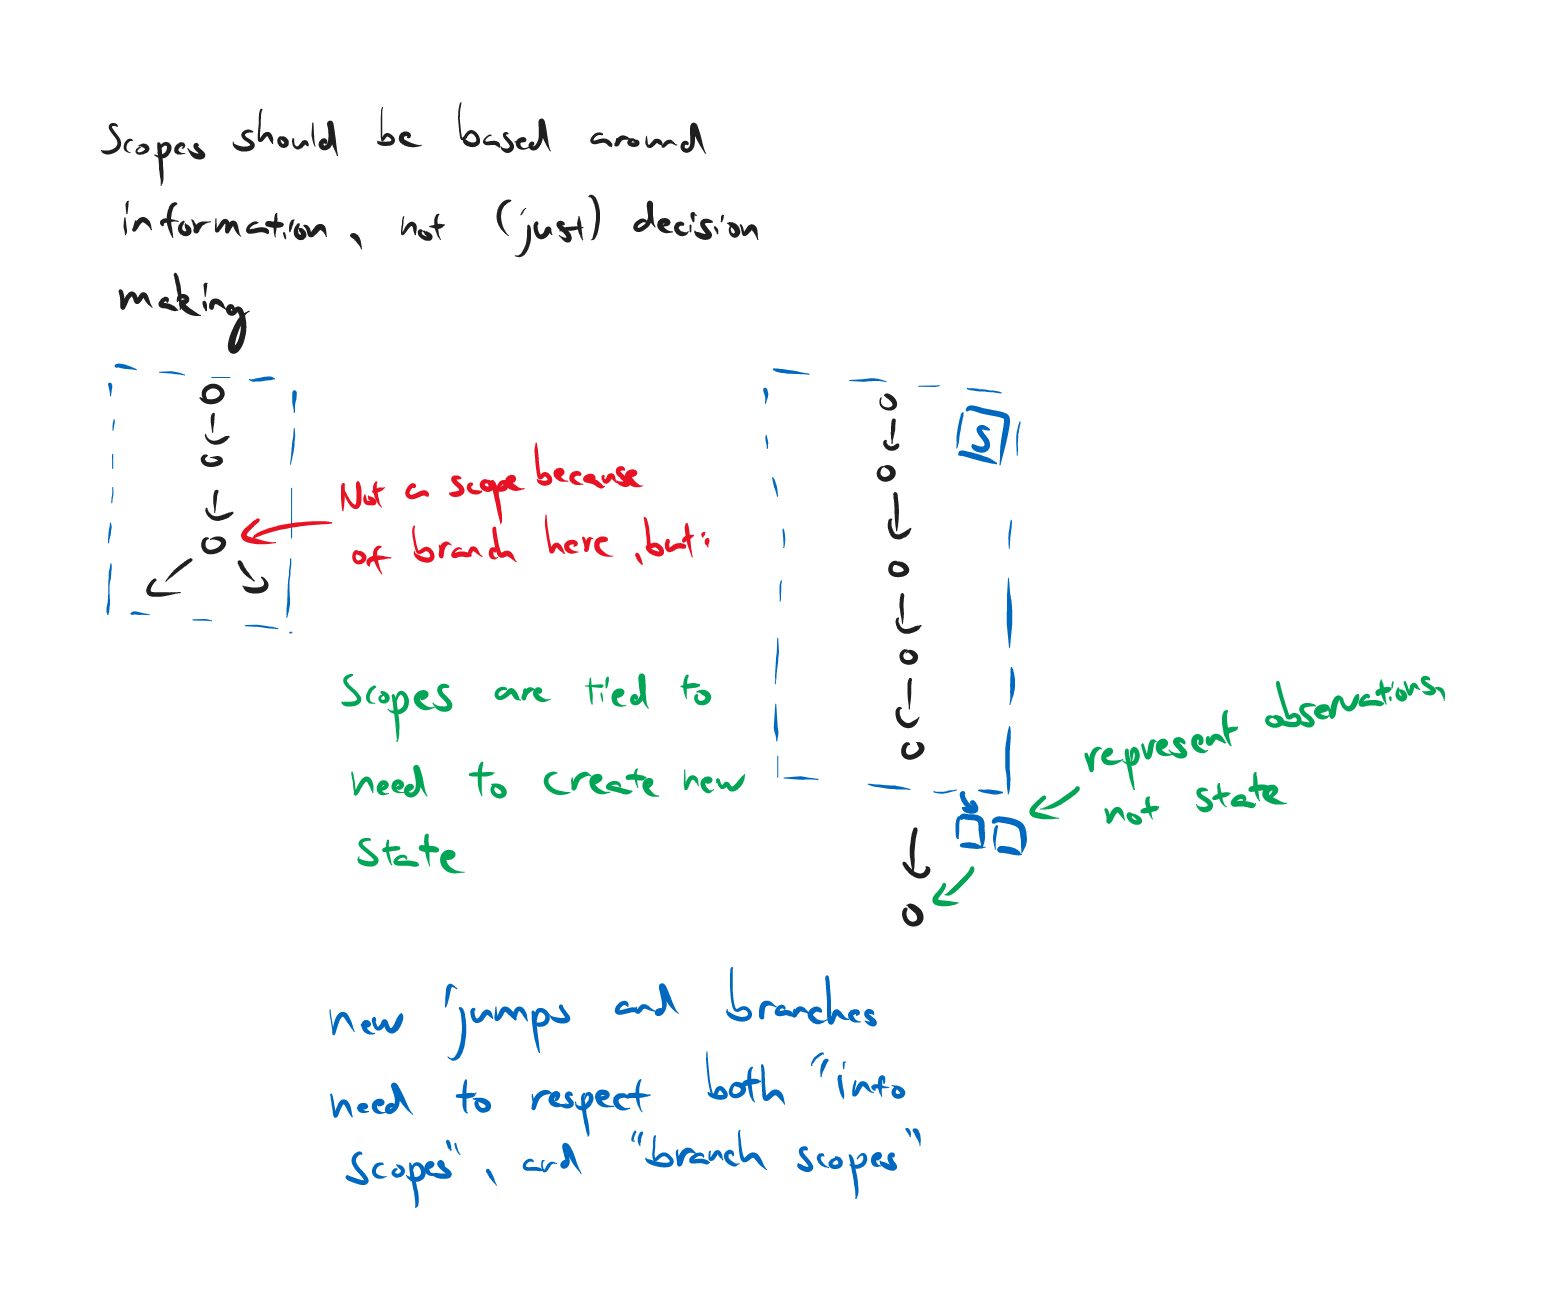 Scopes should be based around
information, not (just) decision
making
S
Not a scope because
of branch here, but:
Scopes are tied to
need to create new
state
represent observations,
not state
new jumps and branches
need to respect both "into
scopes", and "branch scopes"